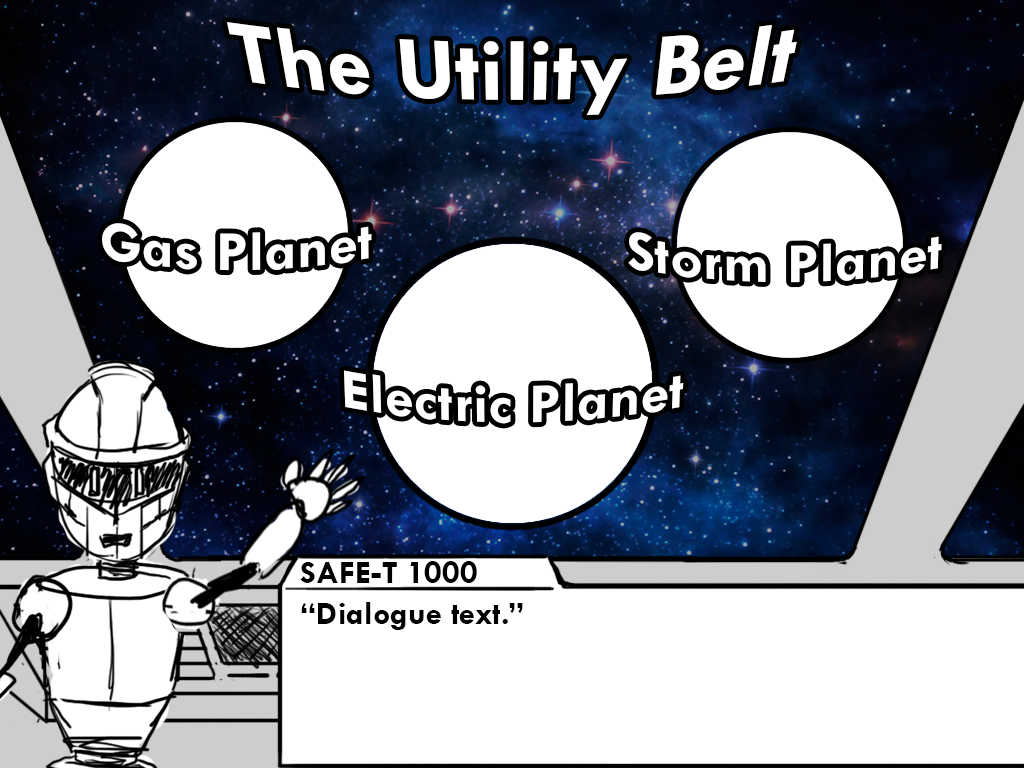 The Utility Belt
Gas Planet
Storm Planet
Electric Planet
SAFE-T 1000
“Dialogue text.”